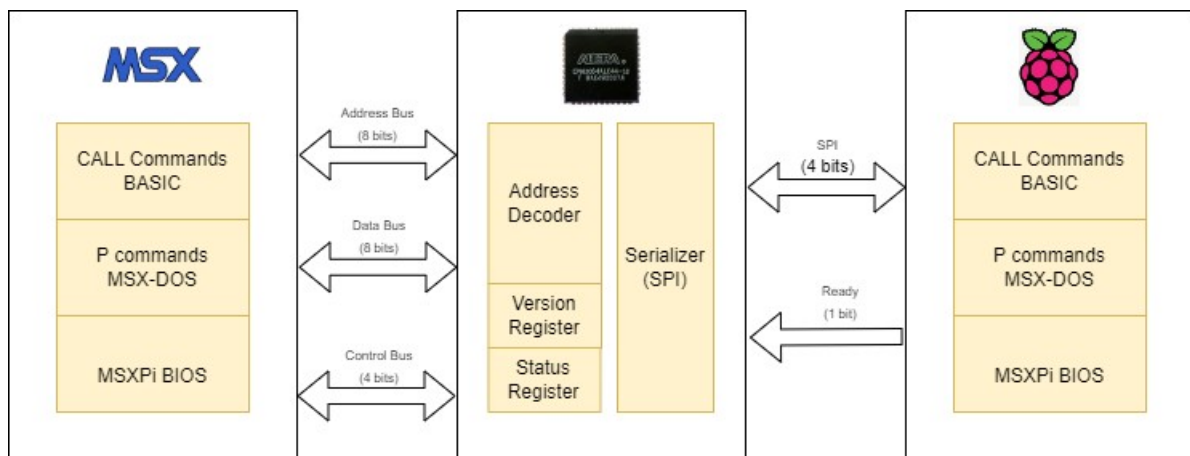 MSX
CALL Commands
BASIC
P commands
MSX-DOS
MSXPi BIOS
Address Bus
(8 bits)
Data Bus
(8 bits)
Control Bus
(4 bits)
Address
Decoder
Version
Register
Status
Register
Serializer
(SPI)
SPI
(4 bits)
Ready
(1 bit)
CALL Commands
BASIC
P commands
MSX-DOS
MSXPi BIOS